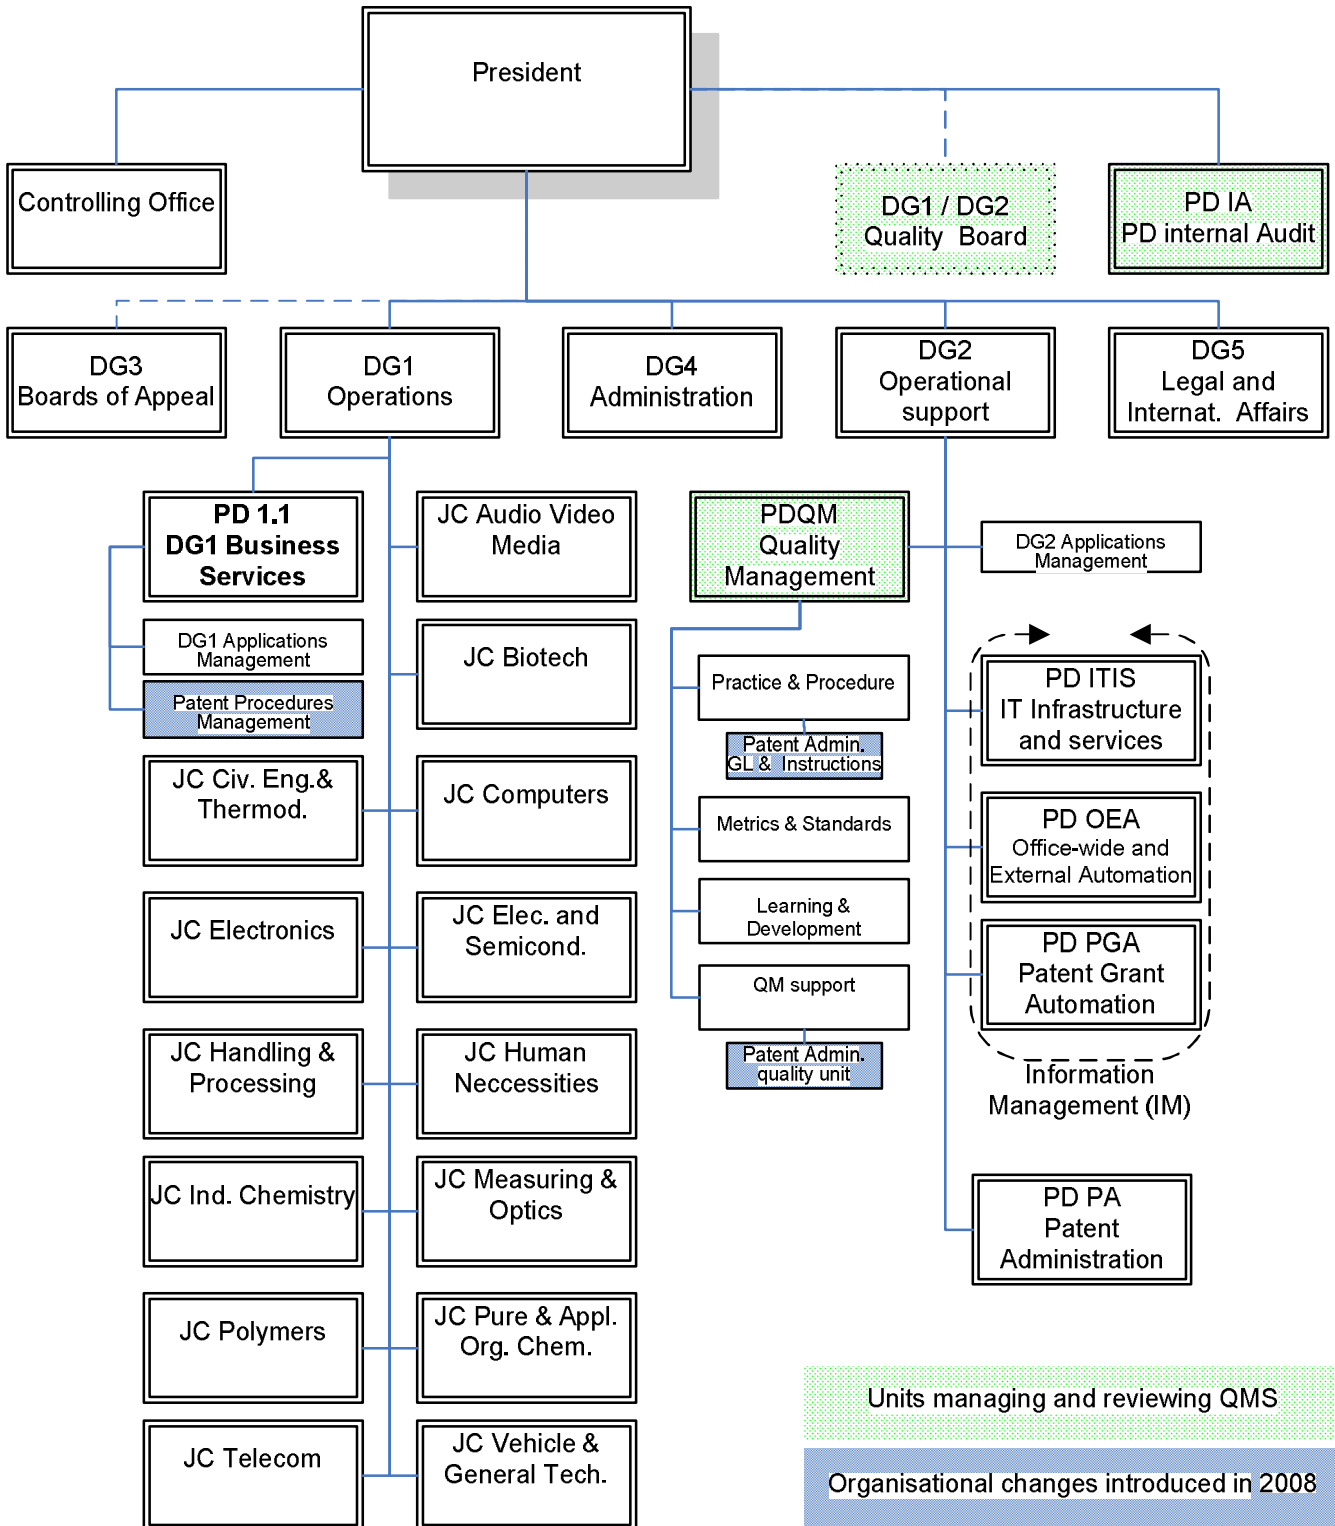 President
Controlling Office
DG1 / DG2
Quality Board
PD IA
PD internal Audit
DG3
Boards of Appeal
DG1
Operations
DG4
Administration
DG2
Operational
support
DG5
Legal and
Internat. Affairs
PD 1.1
DG1 Business
Services
DG1 Applications
Management
Patent Procedures
Management
JC Audio Video
Media
JC Biotech
JC Civ. Eng.&
Thermod.
JC Computers
JC Electronics
JC Elec. and
Semicond.
JC Handling &
Processing
JC Human
Neccessities
JC Ind. Chemistry
JC Measuring &
Optics
JC Polymers
JC Pure & Appl.
Org. Chem.
JC Telecom
JC Vehicle &
General Tech.
PDQM
Quality
Management
Practice & Procedure
Patent Admin.
GL & Instructions
Metrics & Standards
Learning &
Development
QM support
Patent Admin.
quality unit
DG2 Applications
Management
PD ITIS
IT Infrastructure
and services
PD OEA
Office-wide and
External Automation
PD PGA
Patent Grant
Automation
Information
Management (IM)
PD PA
Patent
Administration
Units managing and reviewing QMS
Organisational changes introduced in 2008